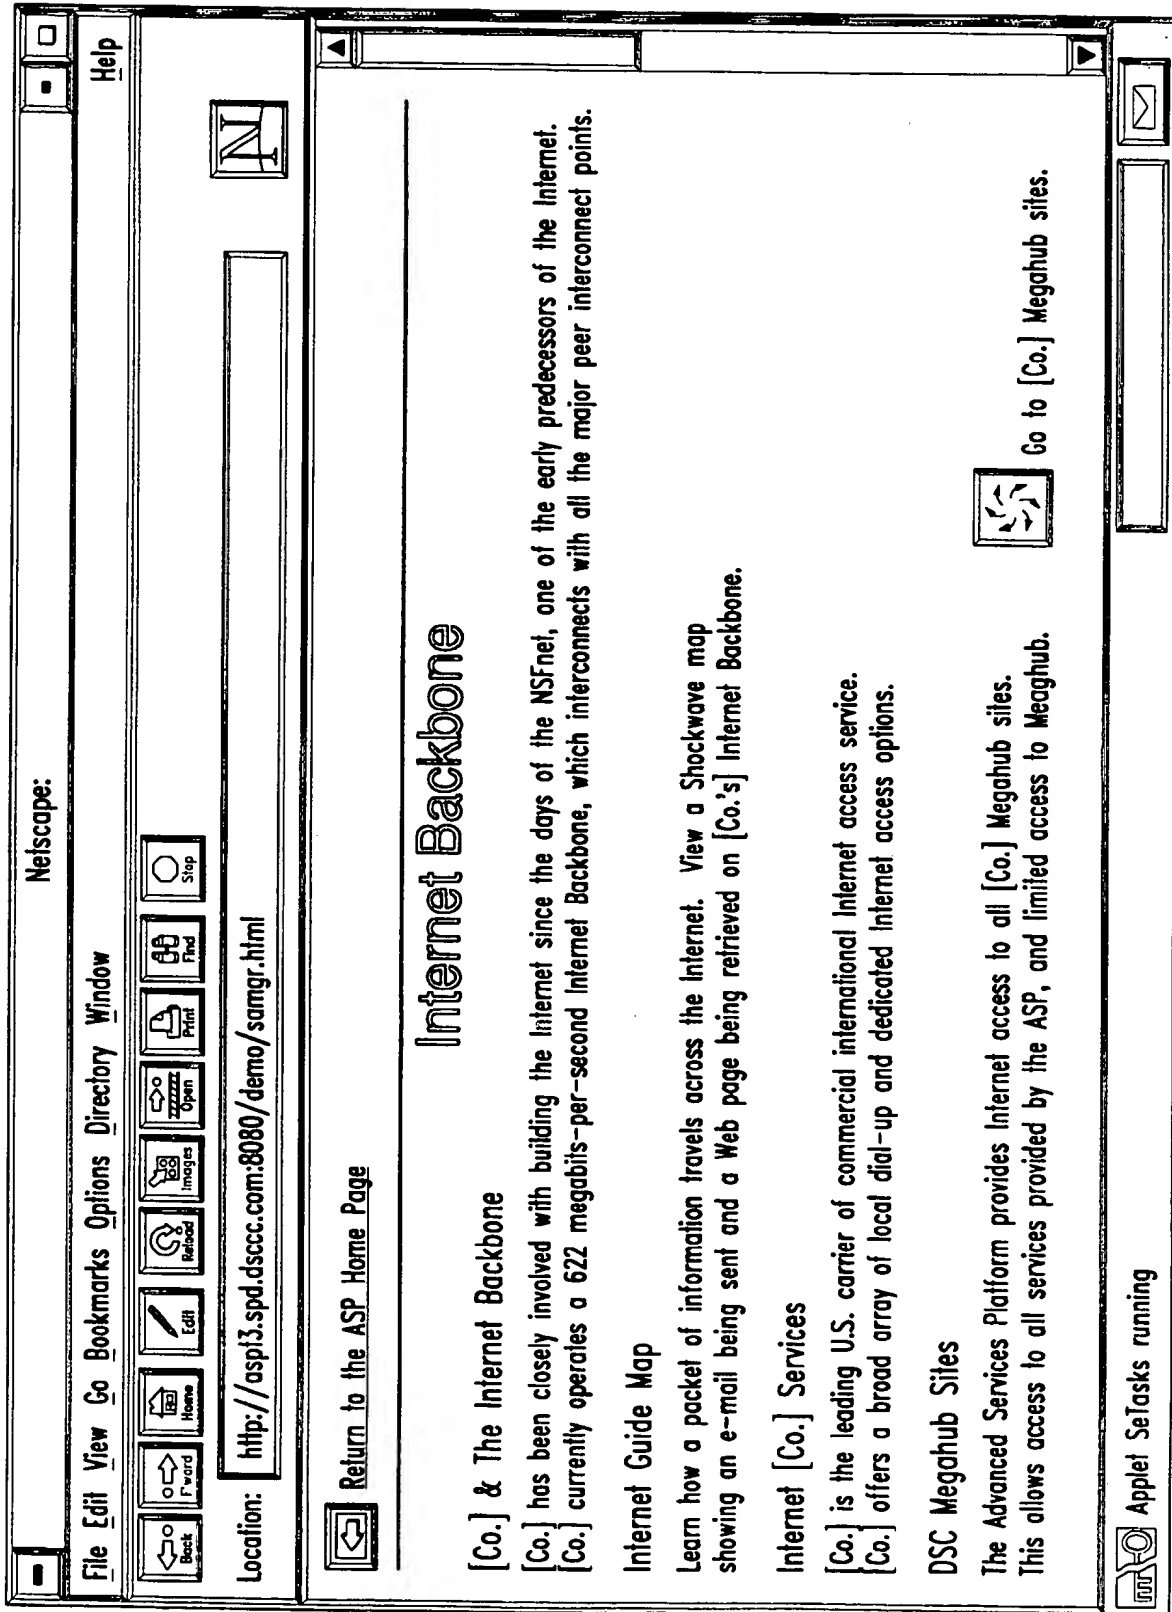 Netscape:
File Edit View Go Bookmarks Options Directory Window Help
Back F'ward Home Edit Reload Images Open Print Find Stop
Location: http://aspt3.spd.dsccc.com:8080/demo/samgr.html
N
Return to the ASP Home Page
Internet Backbone
[Co.] & The Internet Backbone
[Co.] has been closely involved with building the Internet since the days of the NSFnet, one of the early predecessors of the Internet.
[Co.] currently operates a 622 megabits-per-second Internet Backbone, which interconnects with all the major peer interconnect points.
Internet Guide Map
Learn how a packet of information travels across the Internet. View a Shockwave map
showing an e-mail being sent and a Web page being retrieved on [Co.'s] Internet Backbone.
Internet [Co.] Services
[Co.] is the leading U.S. carrier of commercial international Internet access service.
[Co.] offers a broad array of local dial-up and dedicated Internet access options.
DSC Megahub Sites
The Advanced Services Platform provides Internet access to all [Co.] Megahub sites.
This allows access to all services provided by the ASP, and limited access to Meaghub.
Go to [Co.] Megahub sites.
Applet SeTasks running